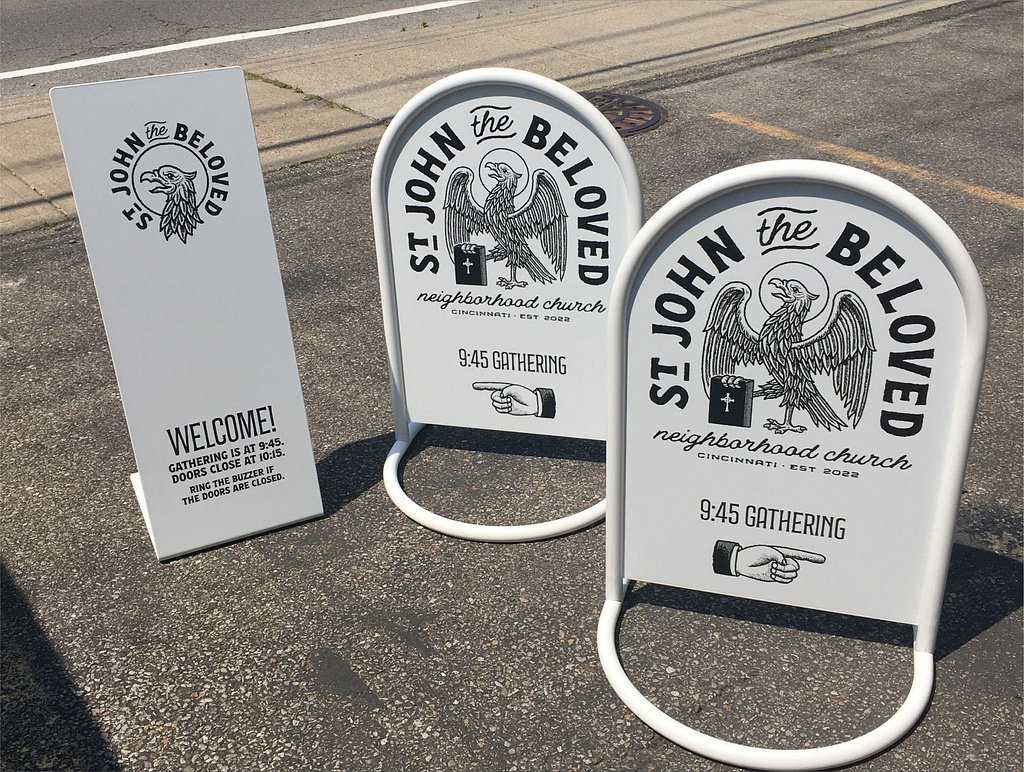 ST JOHN the BELOVED
WELCOME!
GATHERING IS AT 9:45.
DOORS CLOSE AT 10:15.
RING THE BUZZER IF
THE DOORS ARE CLOSED.
ST JOHN the BELOVED
neighborhood church
CINCINNATI · EST 2022
9:45 GATHERING
ST JOHN the BELOVED
neighborhood church
CINCINNATI · EST 2022
9:45 GATHERING